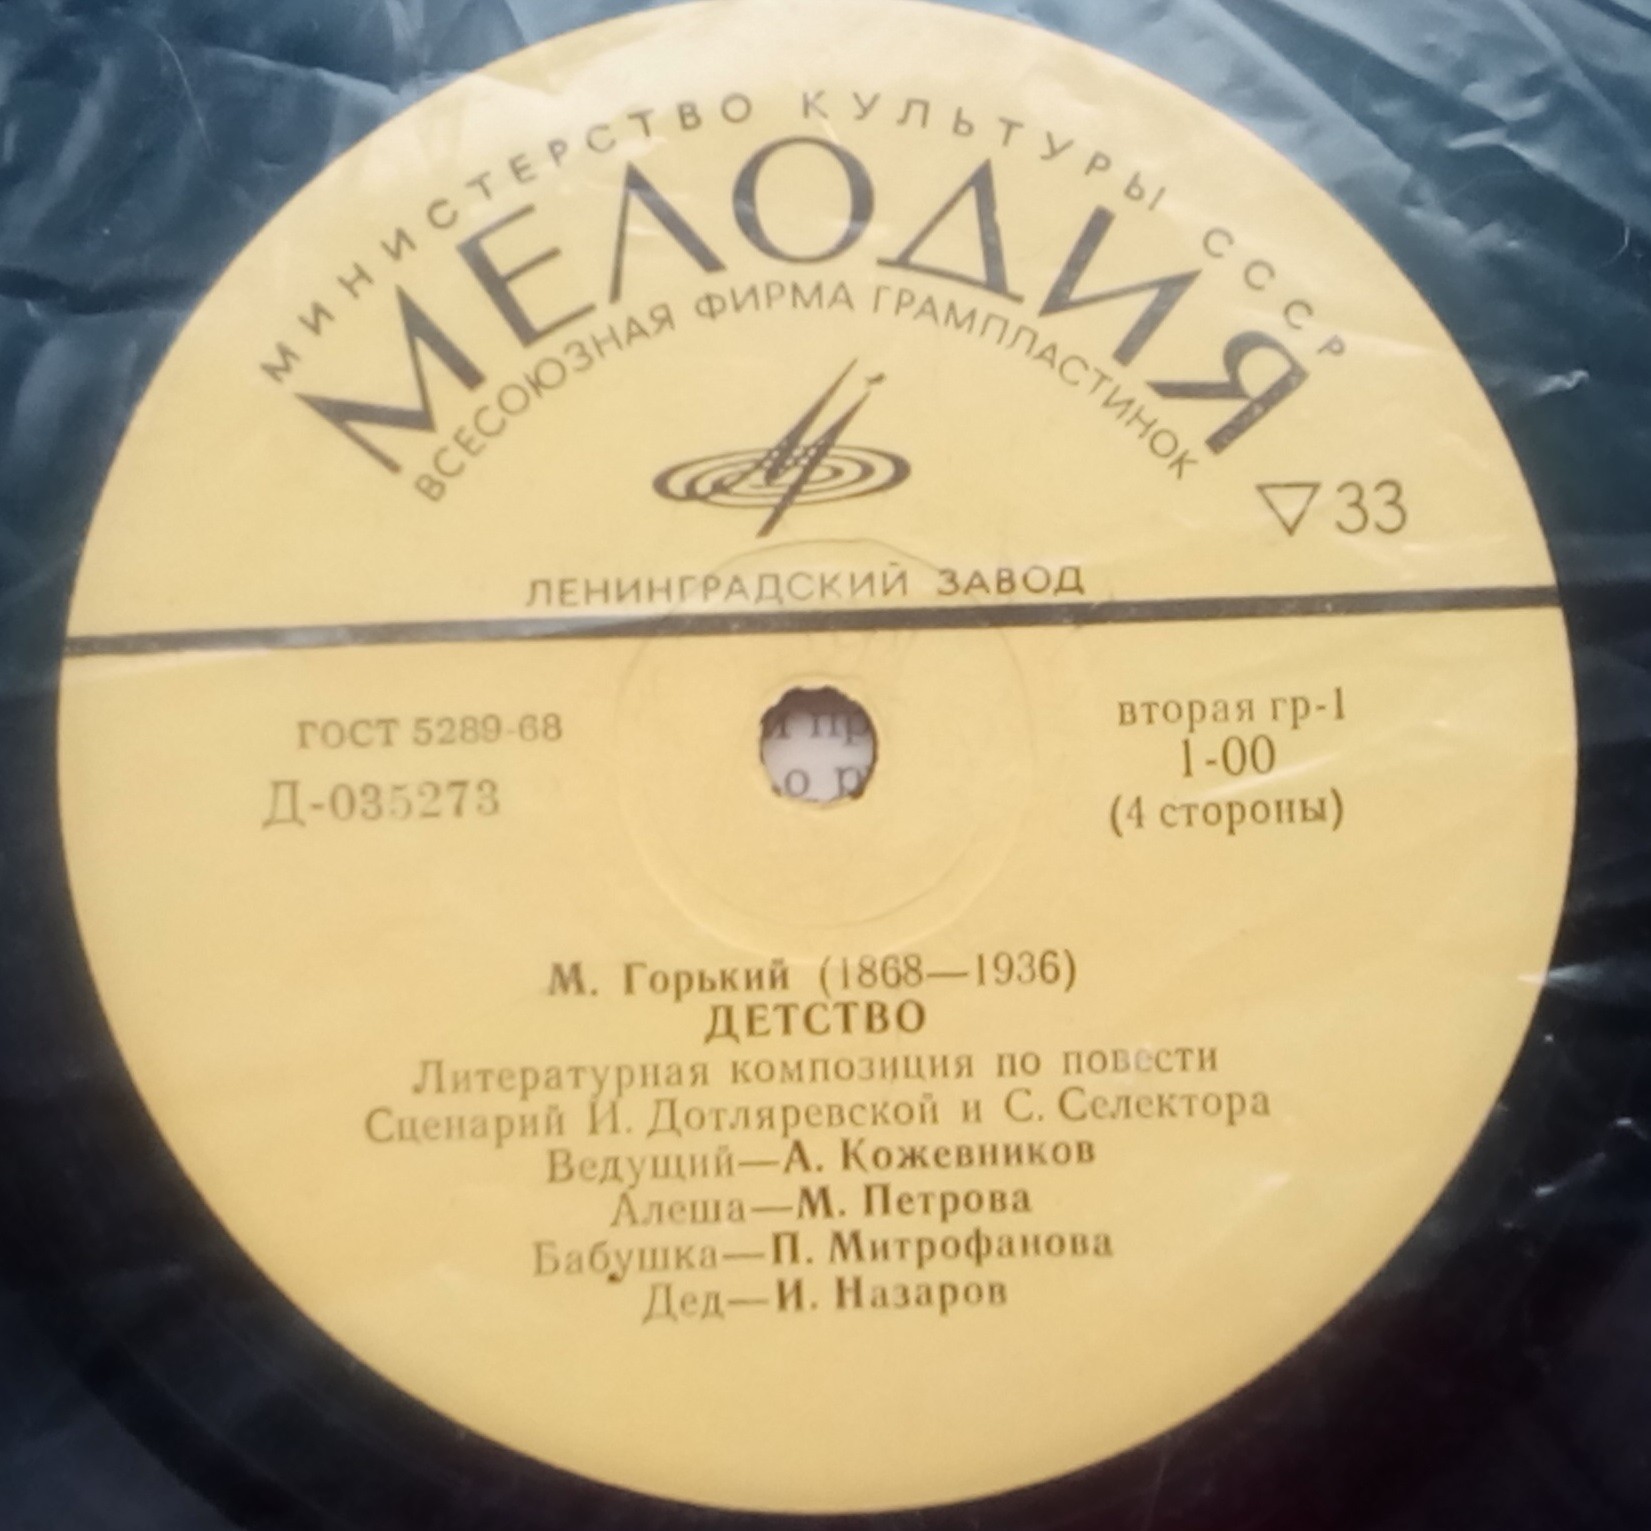 МИНИСТЕРСТВО КУЛЬТУРЫ СССР
МЕЛОДИЯ
ВСЕСОЮЗНАЯ ФИРМА ГРАМПЛАСТИНОК
33
ЛЕНИНГРАДСКИЙ ЗАВОД
ГОСТ 5289-68
Д-035273
вторая гр-1
1-00
(4 стороны)
М. Горький (1868—1936)
ДЕТСТВО
Литературная композиция по повести
Сценарий И. Дотляревской и С. Селектора
Ведущий—А. Кожевников
Алеша—М. Петрова
Бабушка—П. Митрофанова
Дед—И. Назаров